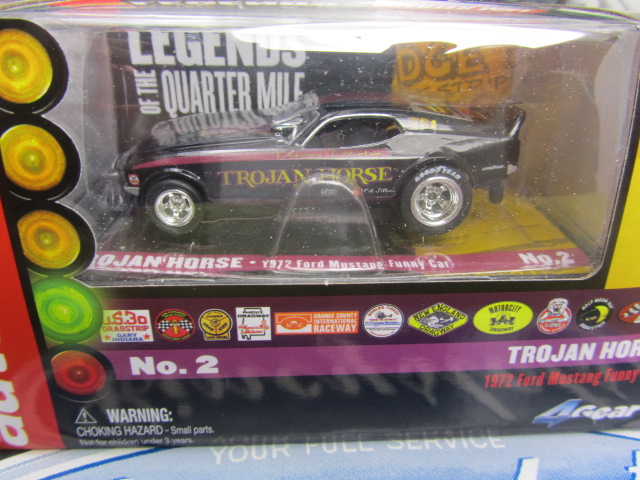 LEGENDS
OF THE
QUARTER MILE
TROJAN HORSE
GOODYEAR
OJAN HORSE • 1972 Ford Mustang Funny Car
No.2
US30
DRAGSTRIP
GARY INDIANA
ORANGE COUNTY
INTERNATIONAL
RACEWAY
NEW ENGLAND
DRAGWAY
MOTORCITY
DRAGWAY
No. 2
TROJAN HOR
1972 Ford Mustang Funny
4Gear
WARNING:
CHOKING HAZARD - Small parts.
Not for children under 3 years.
YOUR FULL SERVICE